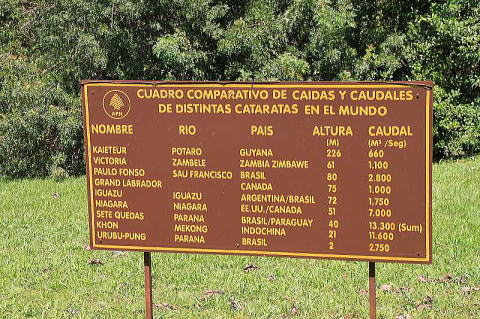 CUADRO COMPARATIVO DE CAIDAS Y CAUDALES
DE DISTINTAS CATARATAS EN EL MUNDO
APN
NOMBRE RIO PAIS ALTURA CAUDAL
(M) (M³/Seg)
KAIETEUR POTARO GUYANA 226 660
VICTORIA ZAMBELE ZAMBIA ZIMBABWE 61 1.100
PAULO FONSO SAU FRANCISCO BRASIL 80 2.800
GRAND LABRADOR CANADA 75 1.000
IGUAZU IGUAZU ARGENTINA/BRASIL 72 1.750
NIAGARA NIAGARA EE.UU./CANADA 51 7.000
SETE QUEDAS PARANA BRASIL/PARAGUAY 40 13.300 (Sum)
KHON MEKONG INDOCHINA 21 11.600
URUBU-PUNGU PARANA BRASIL 2 2.750